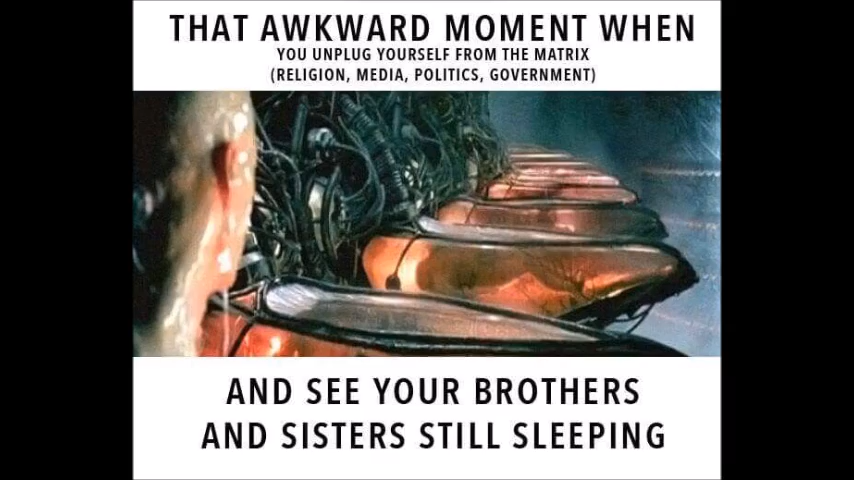 THAT AWKWARD MOMENT WHEN
YOU UNPLUG YOURSELF FROM THE MATRIX
(RELIGION, MEDIA, POLITICS, GOVERNMENT)
AND SEE YOUR BROTHERS
AND SISTERS STILL SLEEPING